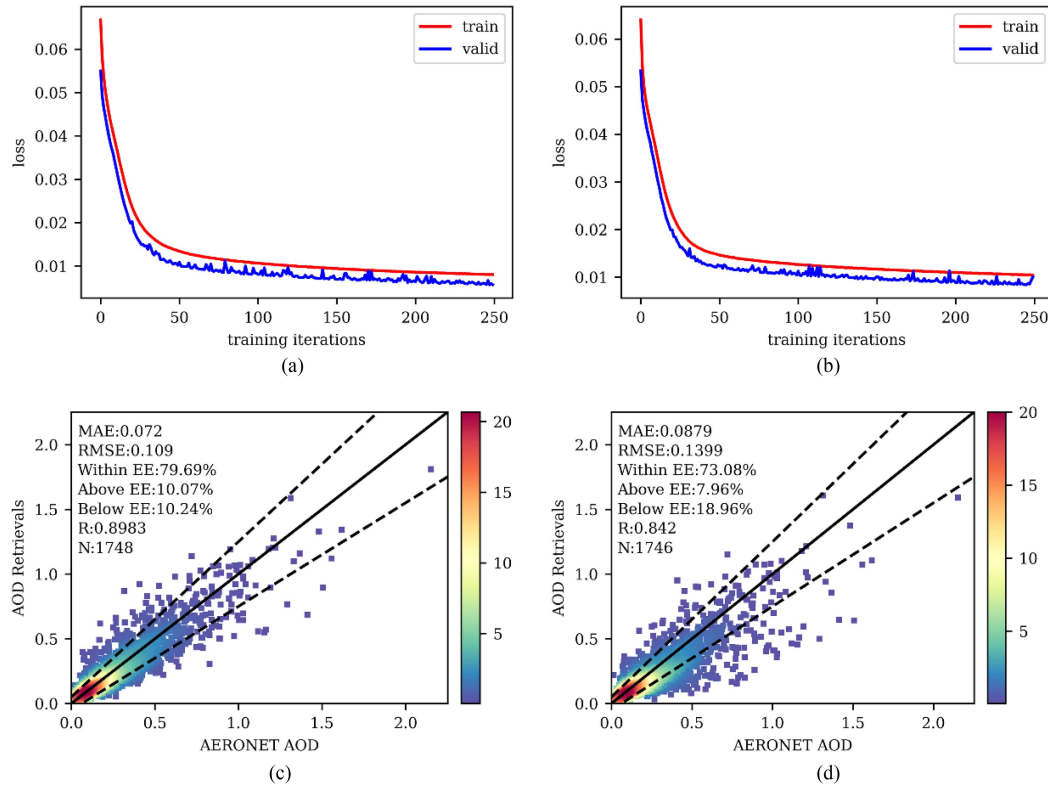 train
valid
0.06
0.05
0.04
0.03
0.02
0.01
loss
0 50 100 150 200 250
training iterations
(a)
train
valid
0.06
0.05
0.04
0.03
0.02
0.01
loss
0 50 100 150 200 250
training iterations
(b)
MAE:0.072
RMSE:0.109
Within EE:79.69%
Above EE:10.07%
Below EE:10.24%
R:0.8983
N:1748
2.0
1.5
1.0
0.5
0.0
AOD Retrievals
0.0 0.5 1.0 1.5 2.0
AERONET AOD
20
15
10
5
(c)
MAE:0.0879
RMSE:0.1399
Within EE:73.08%
Above EE:7.96%
Below EE:18.96%
R:0.842
N:1746
2.0
1.5
1.0
0.5
0.0
AOD Retrievals
0.0 0.5 1.0 1.5 2.0
AERONET AOD
20
15
10
5
(d)